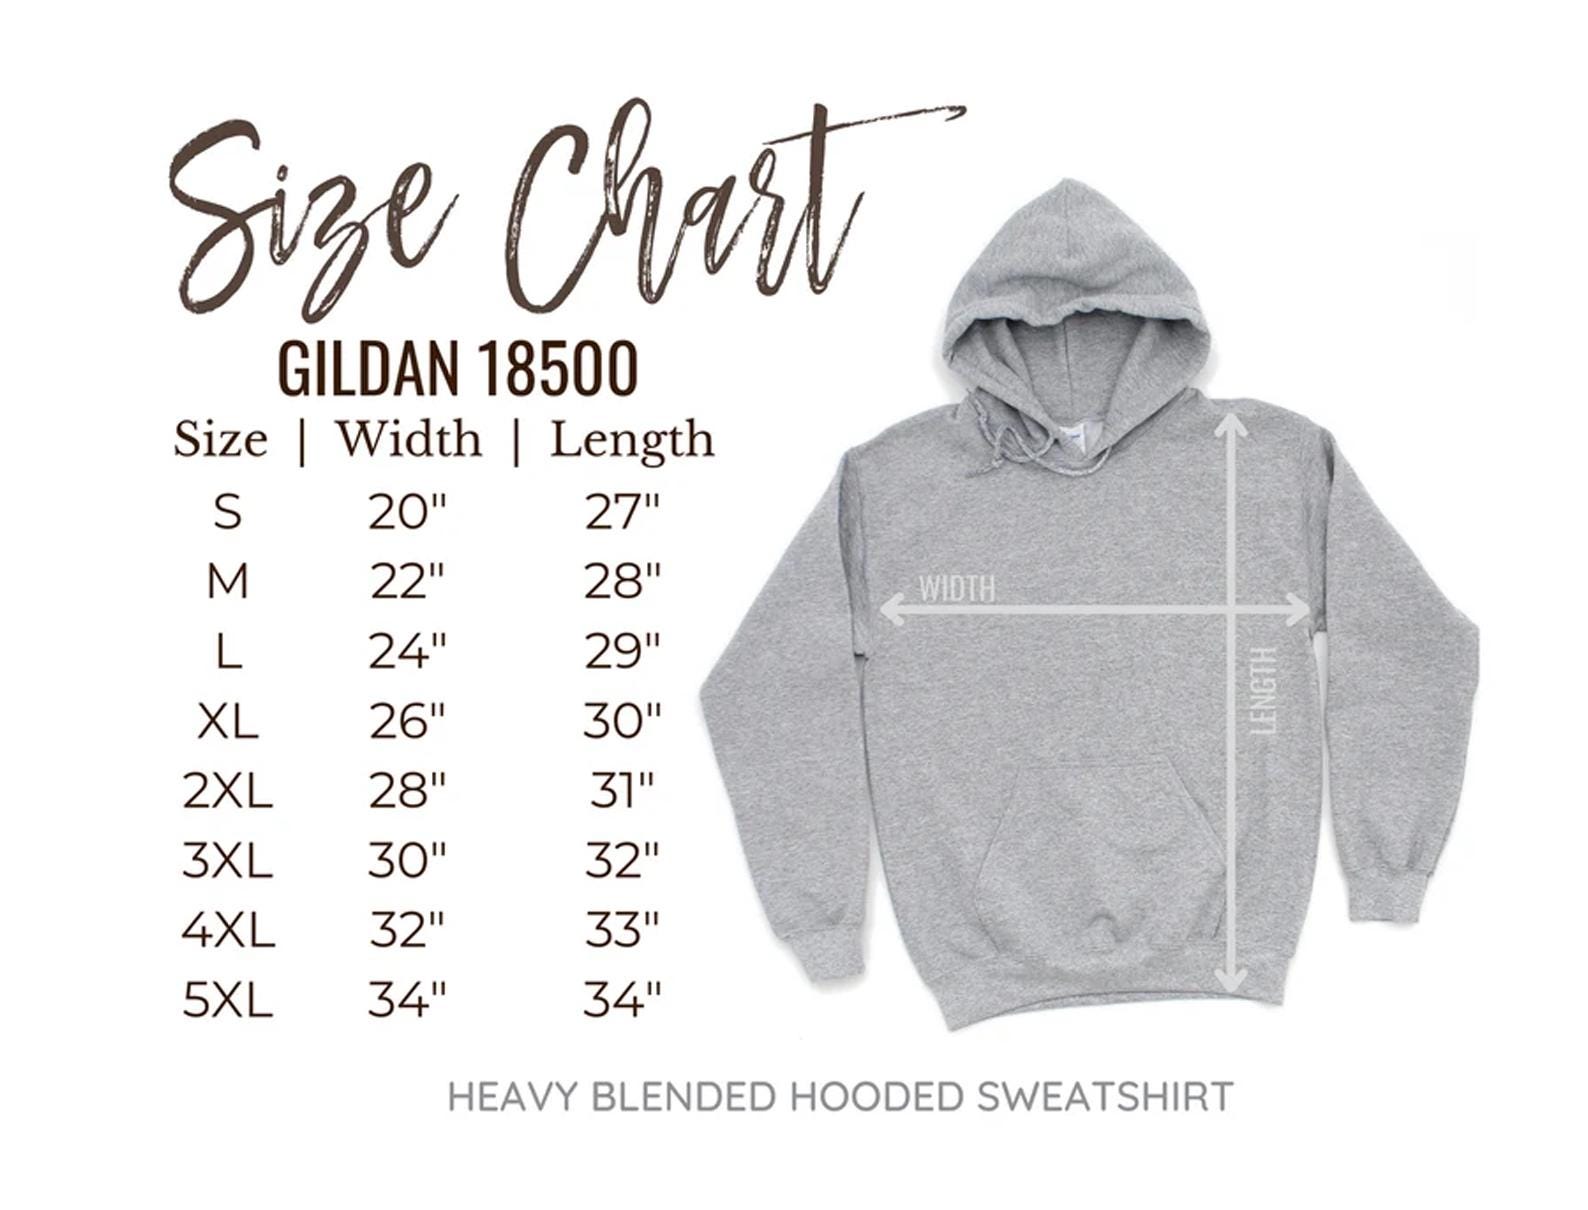 Size Chart
GILDAN 18500
Size | Width | Length
S 20" 27"
M 22" 28"
L 24" 29"
XL 26" 30"
2XL 28" 31"
3XL 30" 32"
4XL 32" 33"
5XL 34" 34"
WIDTH
LENGTH
HEAVY BLENDED HOODED SWEATSHIRT